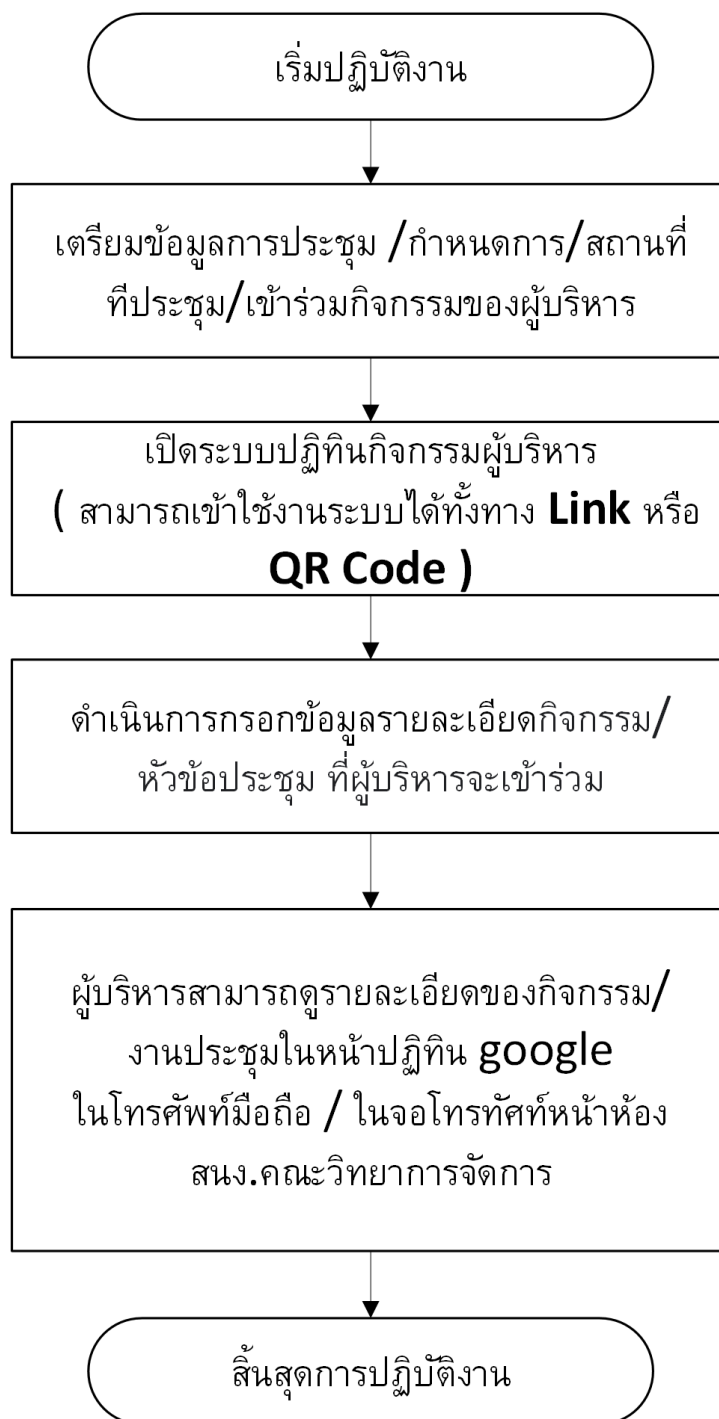 เริ่มปฏิบัติงาน
เตรียมข้อมูลการประชุม /กำหนดการ/สถานที่
ทีประชุม/เข้าร่วมกิจกรรมของผู้บริหาร
เปิดระบบปฏิทินกิจกรรมผู้บริหาร
( สามารถเข้าใช้งานระบบได้ทั้งทาง Link หรือ
QR Code )
ดำเนินการกรอกข้อมูลรายละเอียดกิจกรรม/
หัวข้อประชุม ที่ผู้บริหารจะเข้าร่วม
ผู้บริหารสามารถดูรายละเอียดของกิจกรรม/
งานประชุมในหน้าปฏิทิน google
ในโทรศัพท์มือถือ / ในจอโทรทัศท์หน้าห้อง
สนง.คณะวิทยาการจัดการ
สิ้นสุดการปฏิบัติงาน